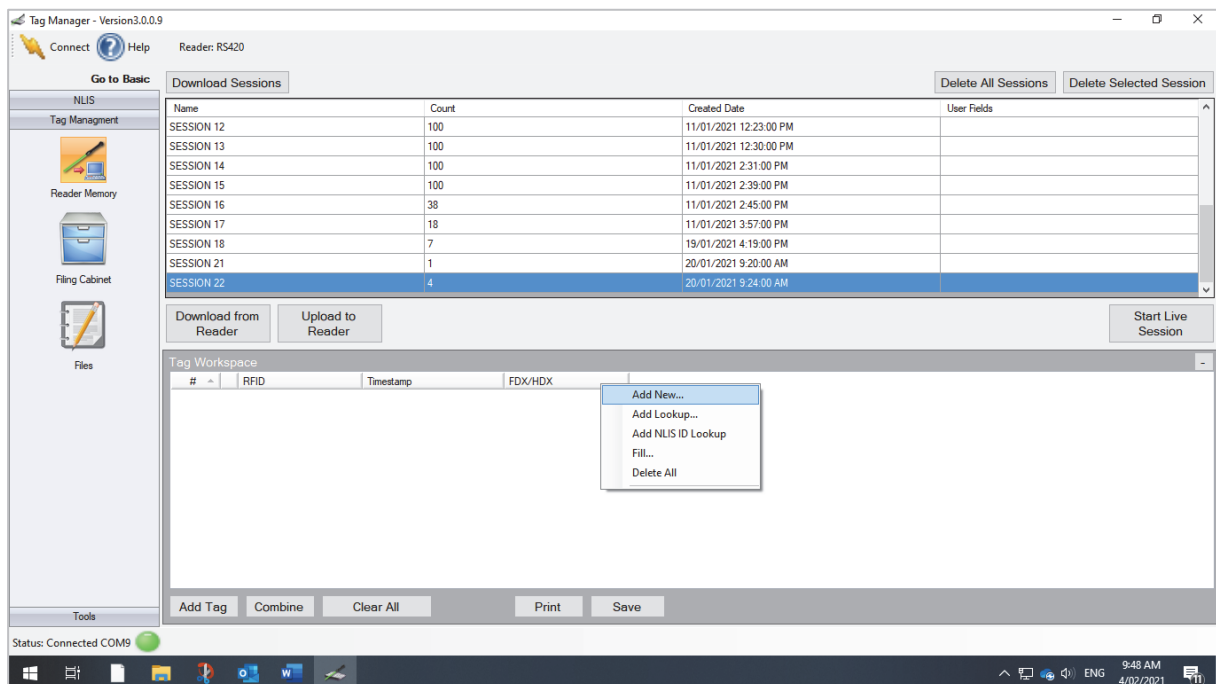 Tag Manager - Version3.0.0.9
Connect ? Help Reader: RS420
Go to Basic
NLIS
Tag Managment
Reader Memory
Filing Cabinet
Files
Tools
Download Sessions Delete All Sessions Delete Selected Session
Name Count Created Date User Fields
SESSION 12 100 11/01/2021 12:23:00 PM
SESSION 13 100 11/01/2021 12:30:00 PM
SESSION 14 100 11/01/2021 2:31:00 PM
SESSION 15 100 11/01/2021 2:39:00 PM
SESSION 16 38 11/01/2021 2:45:00 PM
SESSION 17 18 11/01/2021 3:57:00 PM
SESSION 18 7 19/01/2021 4:19:00 PM
SESSION 21 1 20/01/2021 9:20:00 AM
SESSION 22 4 20/01/2021 9:24:00 AM
Download from Reader Upload to Reader Start Live Session
Tag Workspace
# RFID Timestamp FDX/HDX
Add New...
Add Lookup...
Add NLIS ID Lookup
Fill...
Delete All
Add Tag Combine Clear All Print Save
Status: Connected COM9
ENG 9:48 AM
4/02/2021